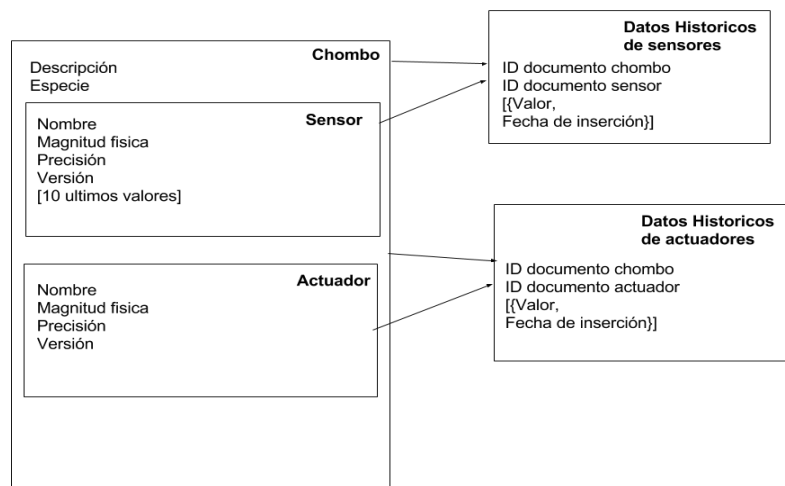 Chombo
Descripción
Especie
Sensor
Nombre
Magnitud fisica
Precisión
Versión
[10 ultimos valores]
Actuador
Nombre
Magnitud fisica
Precisión
Versión
Datos Historicos
de sensores
ID documento chombo
ID documento sensor
[{Valor,
Fecha de inserción}]
Datos Historicos
de actuadores
ID documento chombo
ID documento actuador
[{Valor,
Fecha de inserción}]